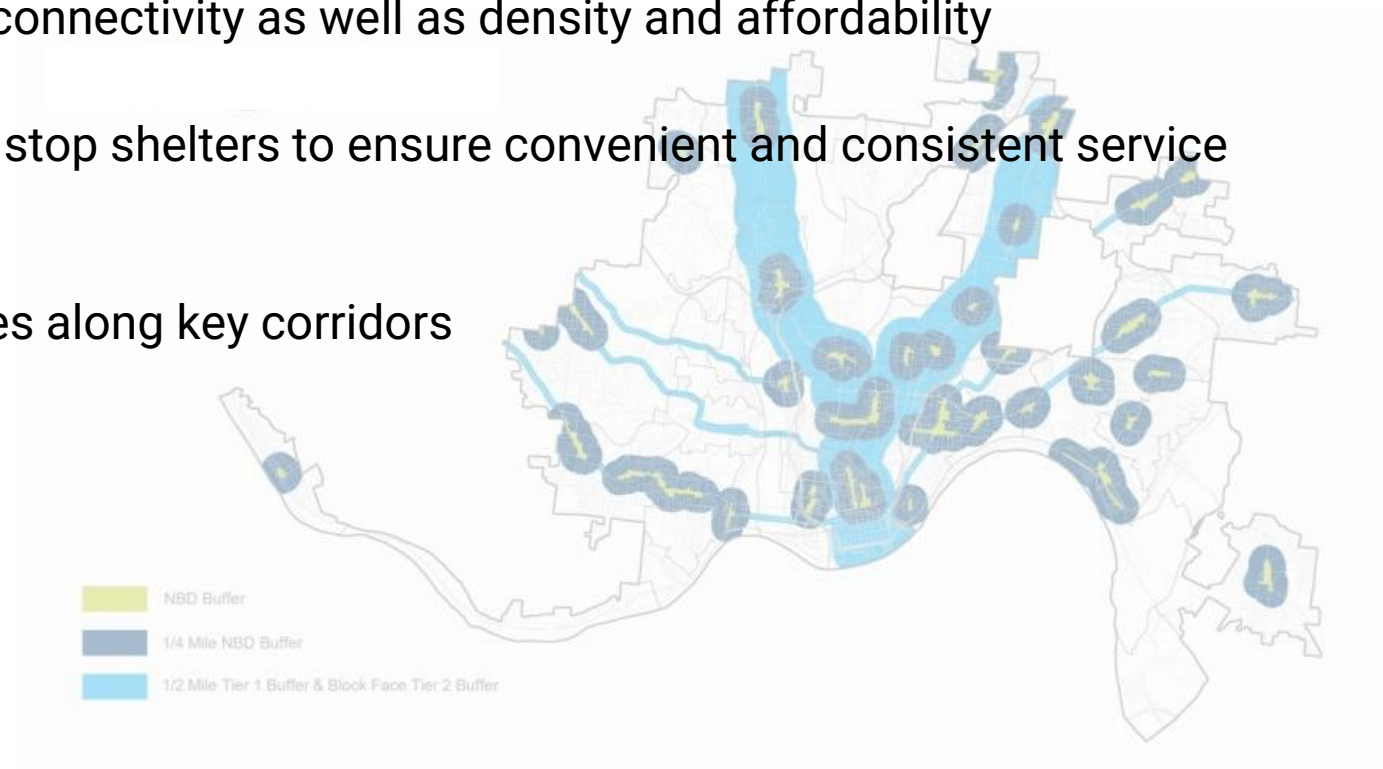 connectivity as well as density and affordability
stop shelters to ensure convenient and consistent service
es along key corridors
NBD Buffer
1/4 Mile NBD Buffer
1/2 Mile Tier 1 Buffer & Block Face Tier 2 Buffer